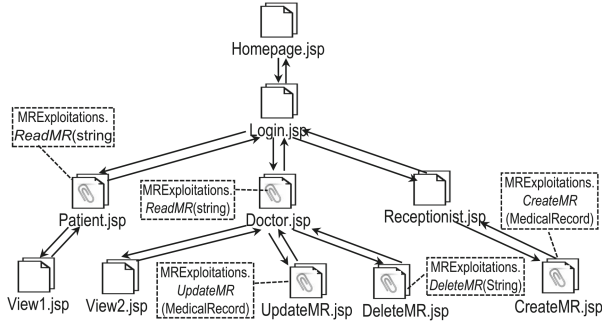 Homepage.jsp
Login.jsp
MRExploitations.
ReadMR(string
Patient.jsp
MRExploitations.
ReadMR(string)
Doctor.jsp
Receptionist.jsp
MRExploitations.
CreateMR
(MedicalRecord)
View1.jsp
View2.jsp
MRExploitations.
UpdateMR
(MedicalRecord)
UpdateMR.jsp
DeleteMR.jsp
MRExploitations.
DeleteMR(String)
CreateMR.jsp